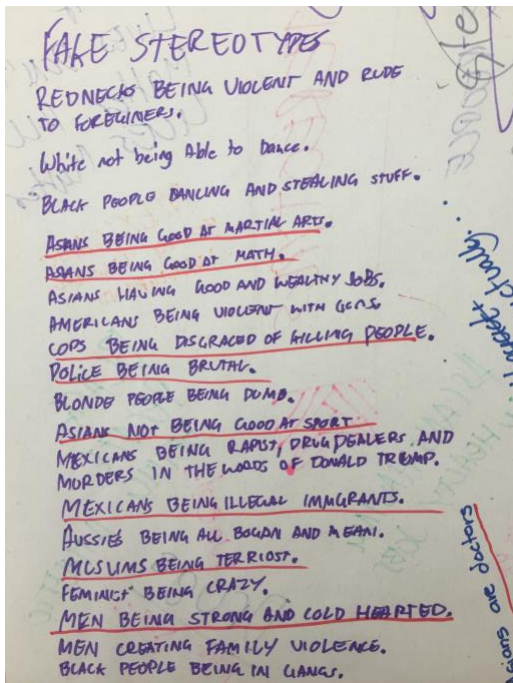 FALE STEREOTYPES
REDNECKS BEING VIOLENT AND RUDE
TO FOREGINERS.
White not being Able to Dance.
BLACK PEOPLE DANCING AND STEALING STUFF.
ASIANS BEING GOOD AT MARTIAL ARTS.
ASIANS BEING GOOD AT MATH.
ASIANS HAVING GOOD AND WEALTHY JOBS.
AMERICANS BEING VIOLENT WITH GUNS
COPS BEING DISGRACED OF KILLING PEOPLE.
POLICE BEING BRUTAL.
BLONDE PEOPLE BEING DUMB.
ASIANS NOT BEING GOOD AT SPORT
MEXICANS BEING RAPIST, DRUG DEALERS AND
MURDERS IN THE WORDS OF DONALD TRUMP.
MEXICANS BEING ILLEGAL IMMGRANTS.
AUSSIES BEING ALL BOGAN AND MEAN.
MUSUMS BEING TERRIOST.
FEMINIST BEING CRAZY.
MEN BEING STRONG AND COLD HEARTED.
MEN CREATING FAMILY VIOLENCE.
BLACK PEOPLE BEING IN GANGS.
actually..
are doctors